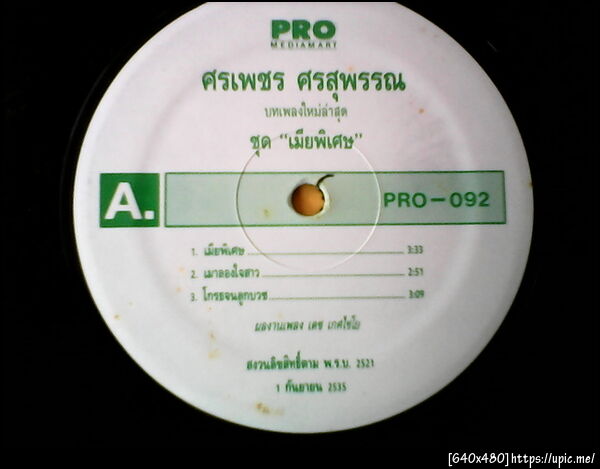 PRO
MEDIAMART
ศรเพชร ศรสุพรรณ
บทเพลงใหม่ล่าสุด
ชุด "เมียพิเศษ"
A. PRO-092
1. เมียพิเศษ 3:33
2. เมาลองใจสาว 2:51
3. โกรธจนลูกบวช 3:09
ผลงานเพลง เดช เกศไชโย
สงวนลิขสิทธิ์ตาม พ.ร.บ. 2521
1 กันยายน 2535
[640x480]https://upic.me/